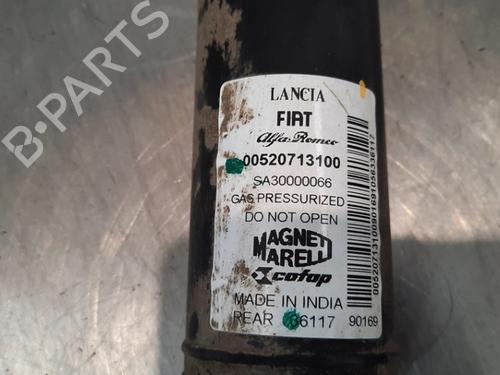 LANCIA
FIAT
Alfa Romeo
00520713100
SA30000066
GAS PRESSURIZED
DO NOT OPEN
MAGNETI
MARELLI
cofap
MADE IN INDIA
REAR 36117 90169
B-PARTS